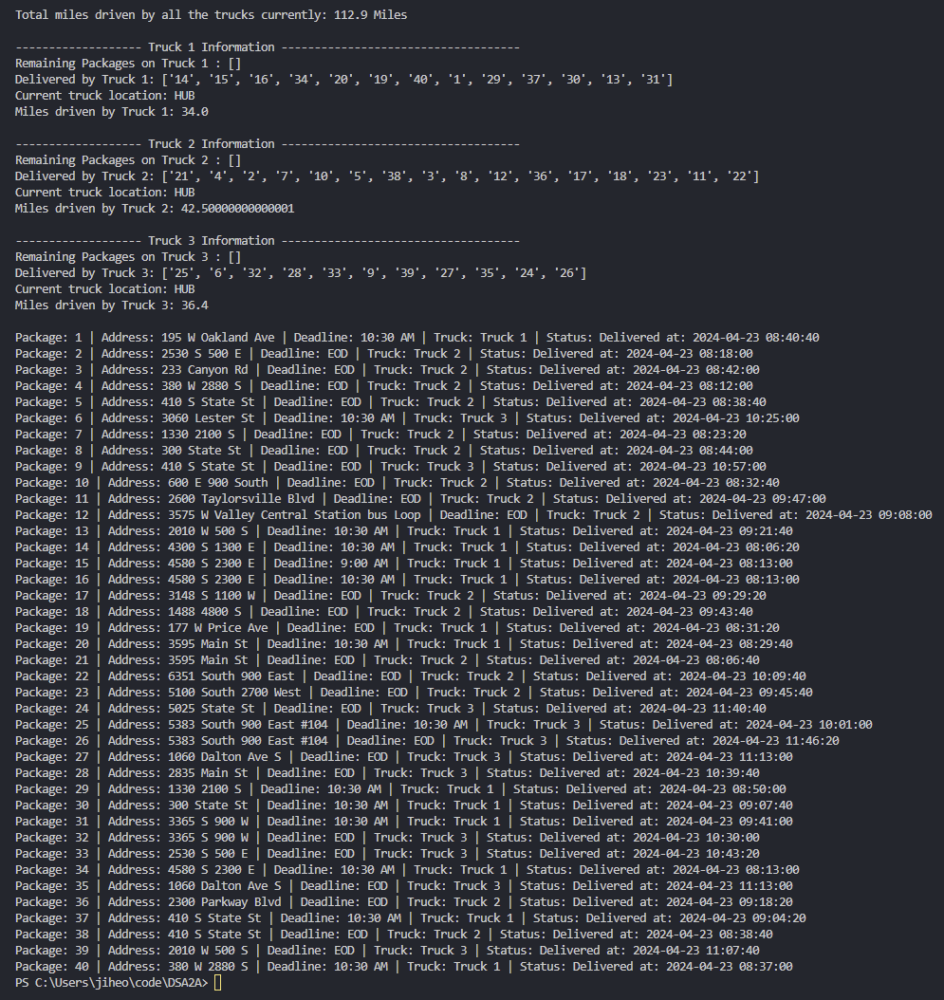 Total miles driven by all the trucks currently: 112.9 Miles
------------------- Truck 1 Information ------------------------------------
Remaining Packages on Truck 1 : []
Delivered by Truck 1: ['14', '15', '16', '34', '20', '19', '40', '1', '29', '37', '30', '13', '31']
Current truck location: HUB
Miles driven by Truck 1: 34.0
------------------- Truck 2 Information ------------------------------------
Remaining Packages on Truck 2 : []
Delivered by Truck 2: ['21', '4', '2', '7', '10', '5', '38', '3', '8', '12', '36', '17', '18', '23', '11', '22']
Current truck location: HUB
Miles driven by Truck 2: 42.50000000000001
------------------- Truck 3 Information ------------------------------------
Remaining Packages on Truck 3 : []
Delivered by Truck 3: ['25', '6', '32', '28', '33', '9', '39', '27', '35', '24', '26']
Current truck location: HUB
Miles driven by Truck 3: 36.4
Package: 1 | Address: 195 W Oakland Ave | Deadline: 10:30 AM | Truck: Truck 1 | Status: Delivered at: 2024-04-23 08:40:40
Package: 2 | Address: 2530 S 500 E | Deadline: EOD | Truck: Truck 2 | Status: Delivered at: 2024-04-23 08:18:00
Package: 3 | Address: 233 Canyon Rd | Deadline: EOD | Truck: Truck 2 | Status: Delivered at: 2024-04-23 08:42:00
Package: 4 | Address: 380 W 2880 S | Deadline: EOD | Truck: Truck 2 | Status: Delivered at: 2024-04-23 08:12:00
Package: 5 | Address: 410 S State St | Deadline: EOD | Truck: Truck 2 | Status: Delivered at: 2024-04-23 08:38:40
Package: 6 | Address: 3060 Lester St | Deadline: 10:30 AM | Truck: Truck 3 | Status: Delivered at: 2024-04-23 10:25:00
Package: 7 | Address: 1330 2100 S | Deadline: EOD | Truck: Truck 2 | Status: Delivered at: 2024-04-23 08:23:20
Package: 8 | Address: 300 State St | Deadline: EOD | Truck: Truck 2 | Status: Delivered at: 2024-04-23 08:44:00
Package: 9 | Address: 410 S State St | Deadline: EOD | Truck: Truck 3 | Status: Delivered at: 2024-04-23 10:57:00
Package: 10 | Address: 600 E 900 South | Deadline: EOD | Truck: Truck 2 | Status: Delivered at: 2024-04-23 08:32:40
Package: 11 | Address: 2600 Taylorsville Blvd | Deadline: EOD | Truck: Truck 2 | Status: Delivered at: 2024-04-23 09:47:00
Package: 12 | Address: 3575 W Valley Central Station bus Loop | Deadline: EOD | Truck: Truck 2 | Status: Delivered at: 2024-04-23 09:08:00
Package: 13 | Address: 2010 W 500 S | Deadline: 10:30 AM | Truck: Truck 1 | Status: Delivered at: 2024-04-23 09:21:40
Package: 14 | Address: 4300 S 1300 E | Deadline: 10:30 AM | Truck: Truck 1 | Status: Delivered at: 2024-04-23 08:06:20
Package: 15 | Address: 4580 S 2300 E | Deadline: 9:00 AM | Truck: Truck 1 | Status: Delivered at: 2024-04-23 08:13:00
Package: 16 | Address: 4580 S 2300 E | Deadline: 10:30 AM | Truck: Truck 1 | Status: Delivered at: 2024-04-23 08:13:00
Package: 17 | Address: 3148 S 1100 W | Deadline: EOD | Truck: Truck 2 | Status: Delivered at: 2024-04-23 09:29:20
Package: 18 | Address: 1488 4800 S | Deadline: EOD | Truck: Truck 2 | Status: Delivered at: 2024-04-23 09:43:40
Package: 19 | Address: 177 W Price Ave | Deadline: EOD | Truck: Truck 1 | Status: Delivered at: 2024-04-23 08:31:20
Package: 20 | Address: 3595 Main St | Deadline: 10:30 AM | Truck: Truck 1 | Status: Delivered at: 2024-04-23 08:29:40
Package: 21 | Address: 3595 Main St | Deadline: EOD | Truck: Truck 2 | Status: Delivered at: 2024-04-23 08:06:40
Package: 22 | Address: 6351 South 900 East | Deadline: EOD | Truck: Truck 2 | Status: Delivered at: 2024-04-23 10:09:40
Package: 23 | Address: 5100 South 2700 West | Deadline: EOD | Truck: Truck 2 | Status: Delivered at: 2024-04-23 09:45:40
Package: 24 | Address: 5025 State St | Deadline: EOD | Truck: Truck 3 | Status: Delivered at: 2024-04-23 11:40:40
Package: 25 | Address: 5383 South 900 East #104 | Deadline: 10:30 AM | Truck: Truck 3 | Status: Delivered at: 2024-04-23 10:01:00
Package: 26 | Address: 5383 South 900 East #104 | Deadline: EOD | Truck: Truck 3 | Status: Delivered at: 2024-04-23 11:46:20
Package: 27 | Address: 1060 Dalton Ave S | Deadline: EOD | Truck: Truck 3 | Status: Delivered at: 2024-04-23 11:13:00
Package: 28 | Address: 2835 Main St | Deadline: EOD | Truck: Truck 3 | Status: Delivered at: 2024-04-23 10:39:40
Package: 29 | Address: 1330 2100 S | Deadline: 10:30 AM | Truck: Truck 1 | Status: Delivered at: 2024-04-23 08:50:00
Package: 30 | Address: 300 State St | Deadline: 10:30 AM | Truck: Truck 1 | Status: Delivered at: 2024-04-23 09:07:40
Package: 31 | Address: 3365 S 900 W | Deadline: 10:30 AM | Truck: Truck 1 | Status: Delivered at: 2024-04-23 09:41:00
Package: 32 | Address: 3365 S 900 W | Deadline: EOD | Truck: Truck 3 | Status: Delivered at: 2024-04-23 10:30:00
Package: 33 | Address: 2530 S 500 E | Deadline: EOD | Truck: Truck 3 | Status: Delivered at: 2024-04-23 10:43:20
Package: 34 | Address: 4580 S 2300 E | Deadline: 10:30 AM | Truck: Truck 1 | Status: Delivered at: 2024-04-23 08:13:00
Package: 35 | Address: 1060 Dalton Ave S | Deadline: EOD | Truck: Truck 3 | Status: Delivered at: 2024-04-23 11:13:00
Package: 36 | Address: 2300 Parkway Blvd | Deadline: EOD | Truck: Truck 2 | Status: Delivered at: 2024-04-23 09:18:20
Package: 37 | Address: 410 S State St | Deadline: 10:30 AM | Truck: Truck 1 | Status: Delivered at: 2024-04-23 09:04:20
Package: 38 | Address: 410 S State St | Deadline: EOD | Truck: Truck 2 | Status: Delivered at: 2024-04-23 08:38:40
Package: 39 | Address: 2010 W 500 S | Deadline: EOD | Truck: Truck 3 | Status: Delivered at: 2024-04-23 11:07:40
Package: 40 | Address: 380 W 2880 S | Deadline: 10:30 AM | Truck: Truck 1 | Status: Delivered at: 2024-04-23 08:37:00
PS C:\Users\jiheo\code\DSA2A>